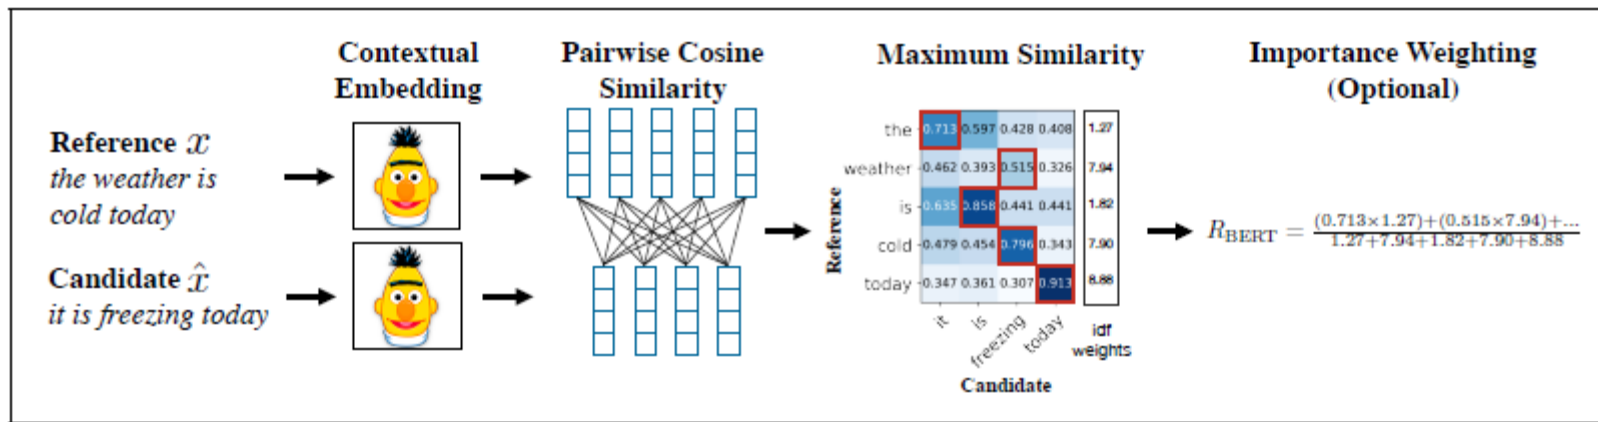 Contextual
Embedding
Pairwise Cosine
Similarity
Maximum Similarity
Importance Weighting
(Optional)
Reference x
the weather is
cold today
Candidate x̂
it is freezing today
Reference
the 0.713 0.597 0.428 0.408 1.27
weather 0.462 0.393 0.515 0.326 7.94
is 0.635 0.858 0.441 0.441 1.82
cold 0.479 0.454 0.796 0.343 7.90
today 0.347 0.361 0.307 0.913 8.88
it is freezing today
idf
weights
Candidate
R_BERT = (0.713×1.27)+(0.515×7.94)+... / 1.27+7.94+1.82+7.90+8.88